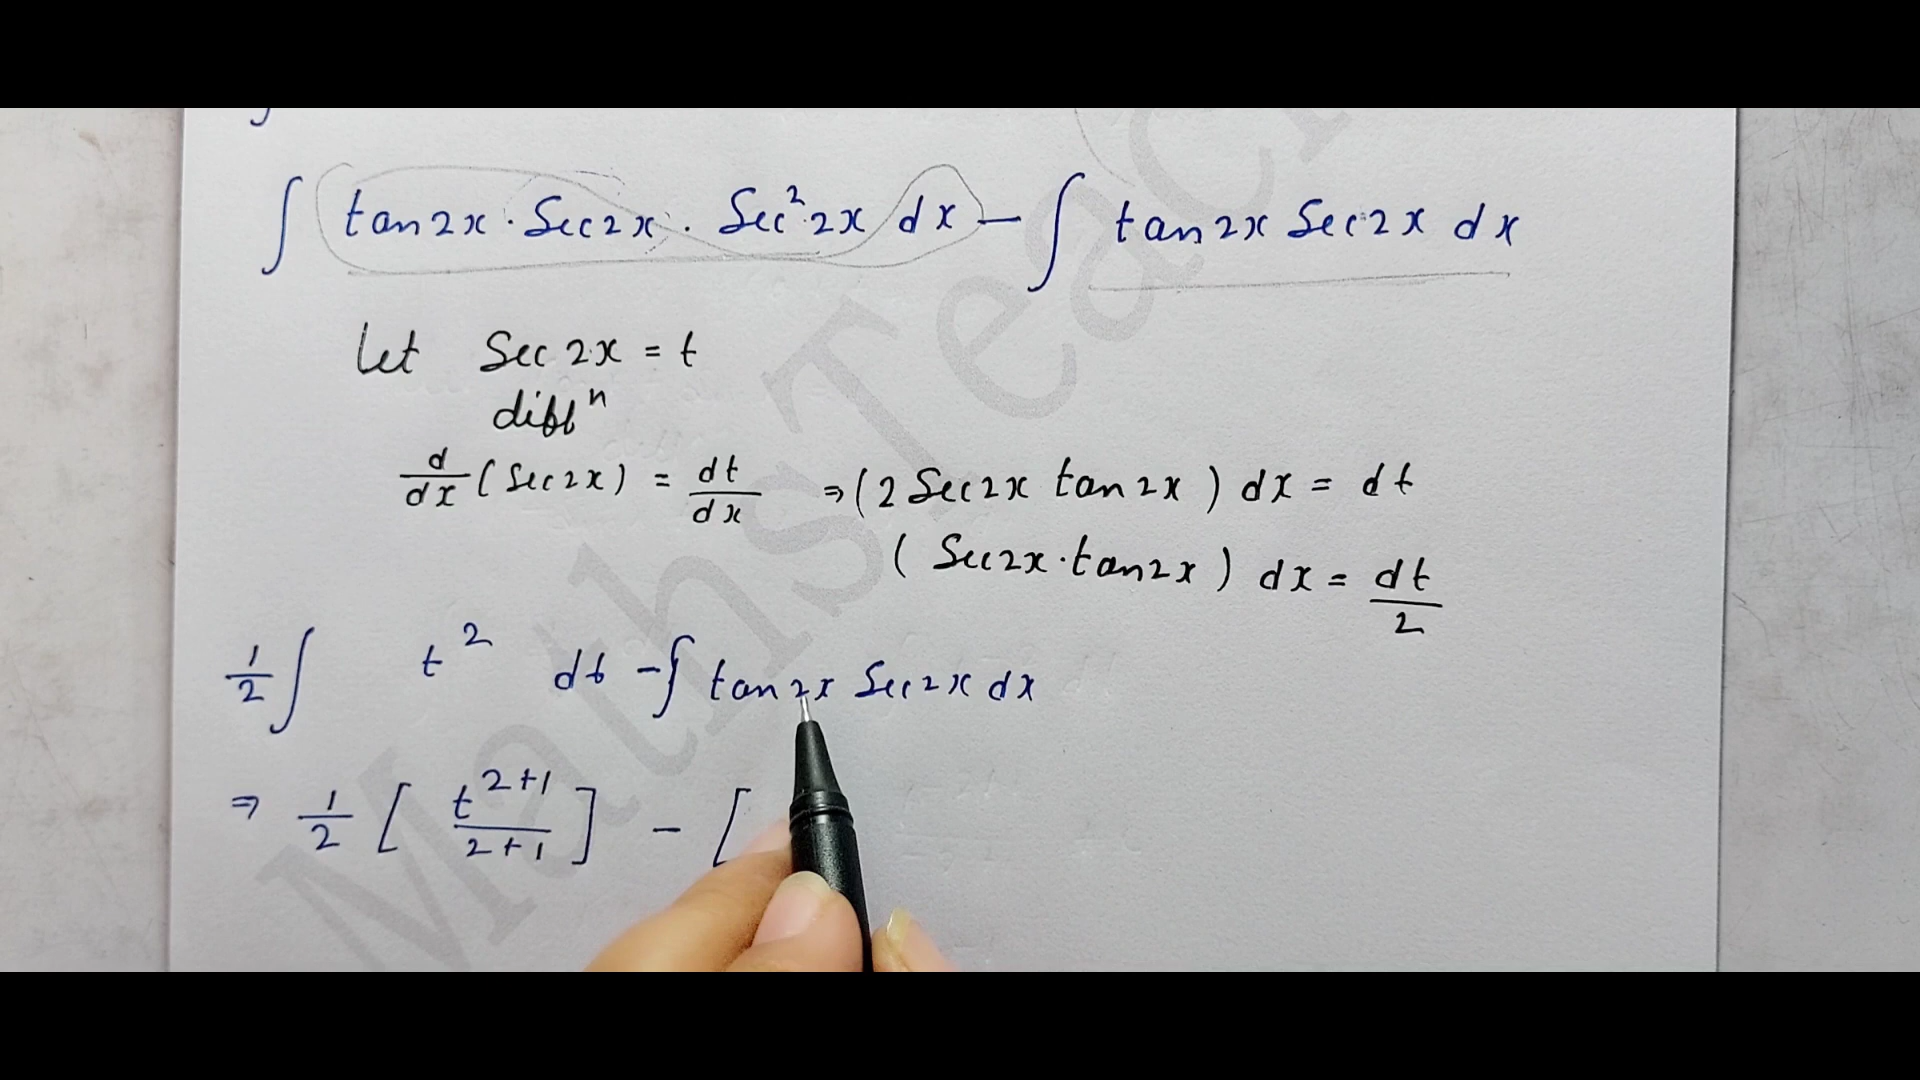 ∫ tan2x · Sec2x · Sec²2x dx – ∫ tan2x Sec2x dx
Let Sec2x = t
diffⁿ
d/dx (Sec2x) = dt/dx ⇒ (2 Sec2x tan2x) dx = dt
(Sec2x · tan2x) dx = dt/2
1/2 ∫ t² dt - ∫ tan2x Sec2x dx
⇒ 1/2 [ t^(2+1) / 2+1 ] - [